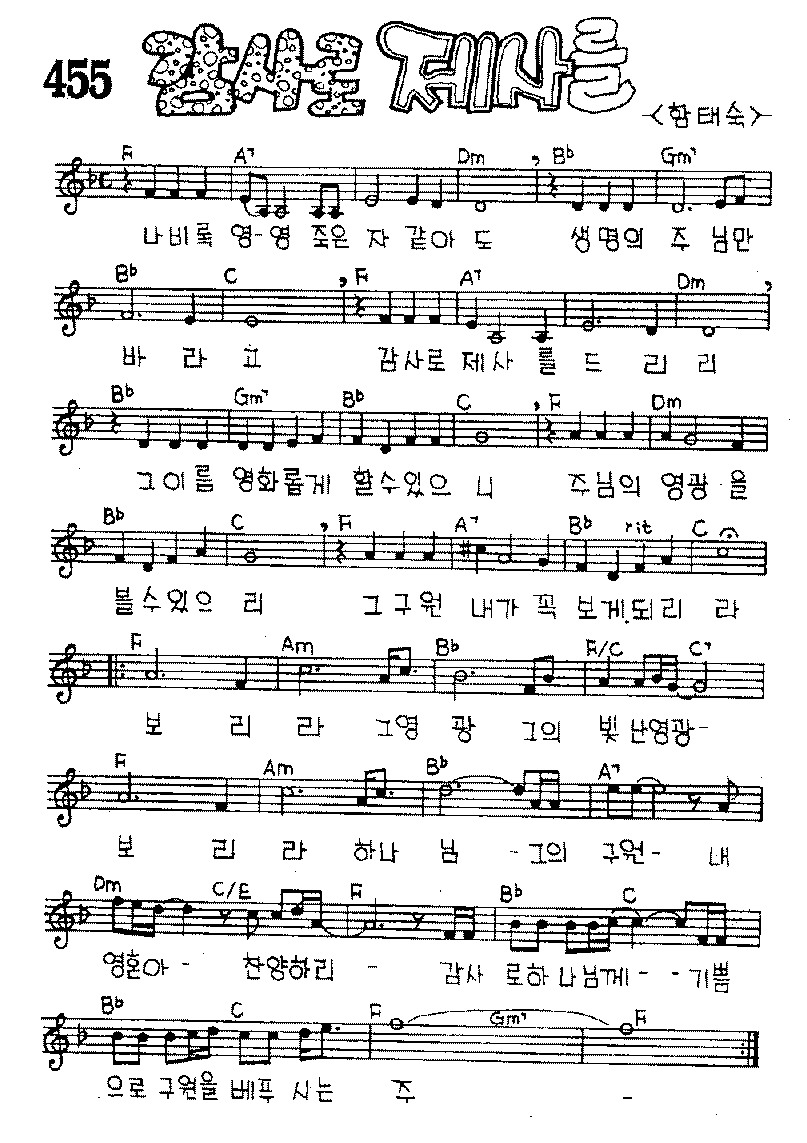 455 감사로 제사를
<함태숙>
F A7 Dm , Bb Gm7
나비록 영-영 죽은 자 같아 도 생명의 주 님만
Bb C , F A7 Dm ,
바 라 고 감사로 제사 를 드 리 리
Bb Gm7 Bb C , F Dm
그이를 영화롭게 할수있으 니 주님의 영광 을
Bb C , F A7 Bb rit C
볼수있으 리 그구원 내가 꼭 보게되리 라
F Am Bb F/C C7
보 리 라 그영 광 그의 빛 난영광-
F Am Bb A7
보 리 라 하나 님 -그의 구원- 내
Dm C/E F Bb C
영혼아- 찬양하리 - 감사 로하나님께- -기쁨
Bb C F Gm7 F
으로 구원을 베푸 시는 주 -